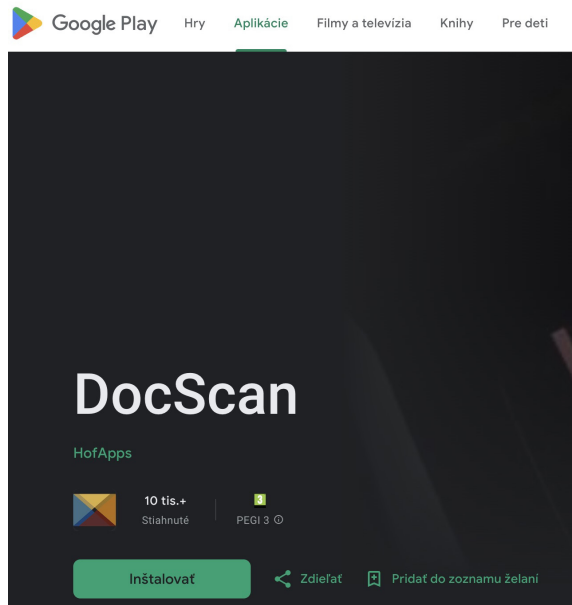 Google Play Hry Aplikácie Filmy a televízia Knihy Pre deti
DocScan
HofApps
10 tis.+ 3
Stiahnuté PEGI 3
Inštalovať Zdieľať Pridať do zoznamu želaní